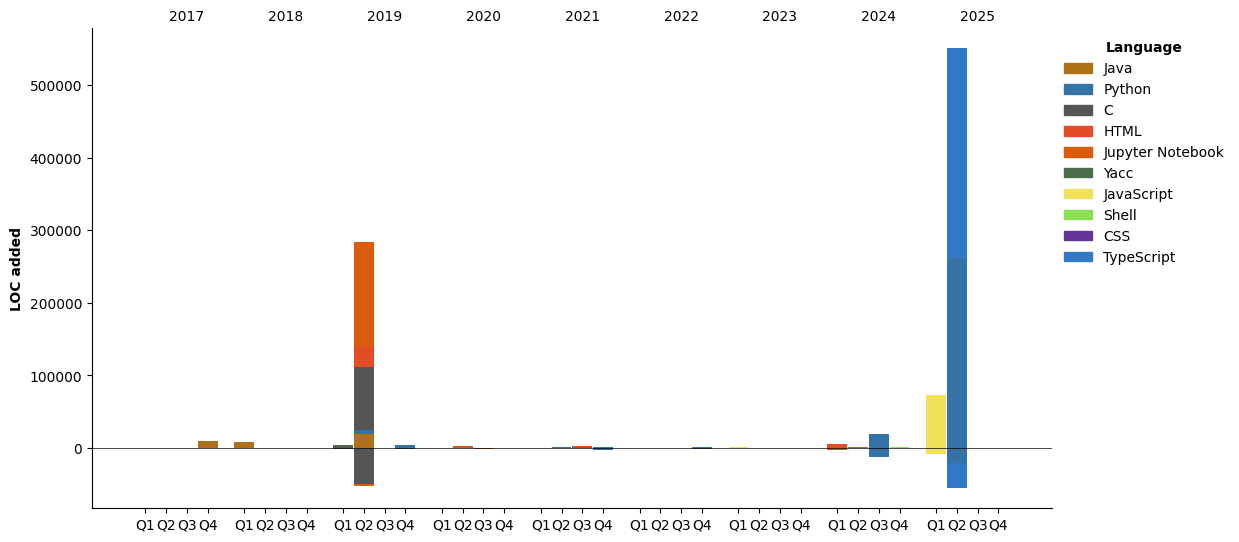 2017 2018 2019 2020 2021 2022 2023 2024 2025
Language
Java
Python
C
HTML
Jupyter Notebook
Yacc
JavaScript
Shell
CSS
TypeScript
LOC added
500000
400000
300000
200000
100000
0
Q1 Q2 Q3 Q4 Q1 Q2 Q3 Q4 Q1 Q2 Q3 Q4 Q1 Q2 Q3 Q4 Q1 Q2 Q3 Q4 Q1 Q2 Q3 Q4 Q1 Q2 Q3 Q4 Q1 Q2 Q3 Q4 Q1 Q2 Q3 Q4